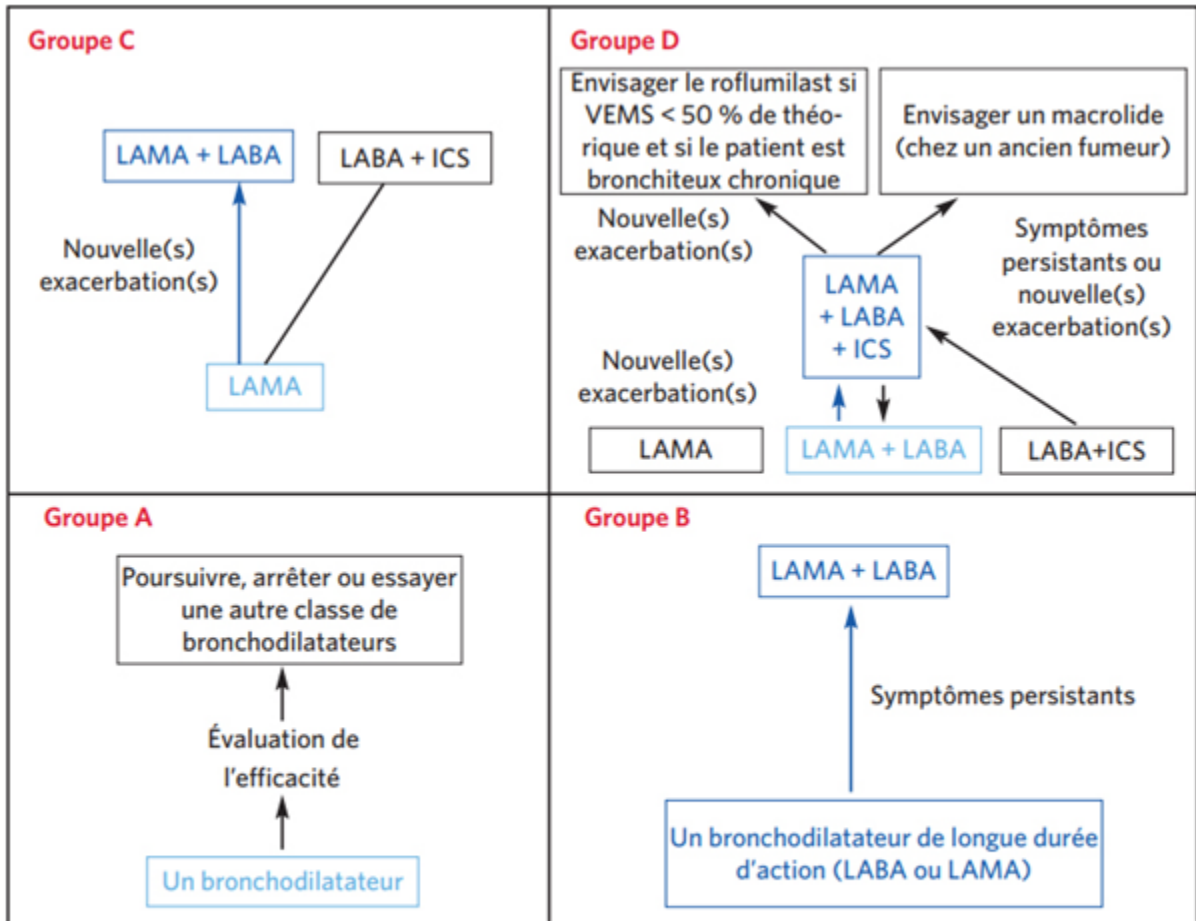 Groupe C
LAMA + LABA
LABA + ICS
Nouvelle(s)
exacerbation(s)
LAMA
Groupe D
Envisager le roflumilast si
VEMS < 50 % de théo-
rique et si le patient est
bronchiteux chronique
Envisager un macrolide
(chez un ancien fumeur)
Nouvelle(s)
exacerbation(s)
Symptômes
persistants ou
nouvelle(s)
exacerbation(s)
LAMA
+ LABA
+ ICS
Nouvelle(s)
exacerbation(s)
LAMA
LAMA + LABA
LABA+ICS
Groupe A
Poursuivre, arrêter ou essayer
une autre classe de
bronchodilatateurs
Évaluation de
l'efficacité
Un bronchodilatateur
Groupe B
LAMA + LABA
Symptômes persistants
Un bronchodilatateur de longue durée
d'action (LABA ou LAMA)